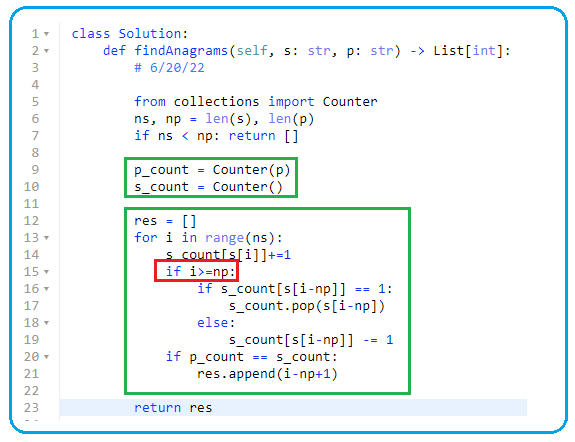 1 class Solution:
2 def findAnagrams(self, s: str, p: str) -> List[int]:
3 # 6/20/22
4
5 from collections import Counter
6 ns, np = len(s), len(p)
7 if ns < np: return []
8
9 p_count = Counter(p)
10 s_count = Counter()
11
12 res = []
13 for i in range(ns):
14 s_count[s[i]]+=1
15 if i>=np:
16 if s_count[s[i-np]] == 1:
17 s_count.pop(s[i-np])
18 else:
19 s_count[s[i-np]] -= 1
20 if p_count == s_count:
21 res.append(i-np+1)
22
23 return res